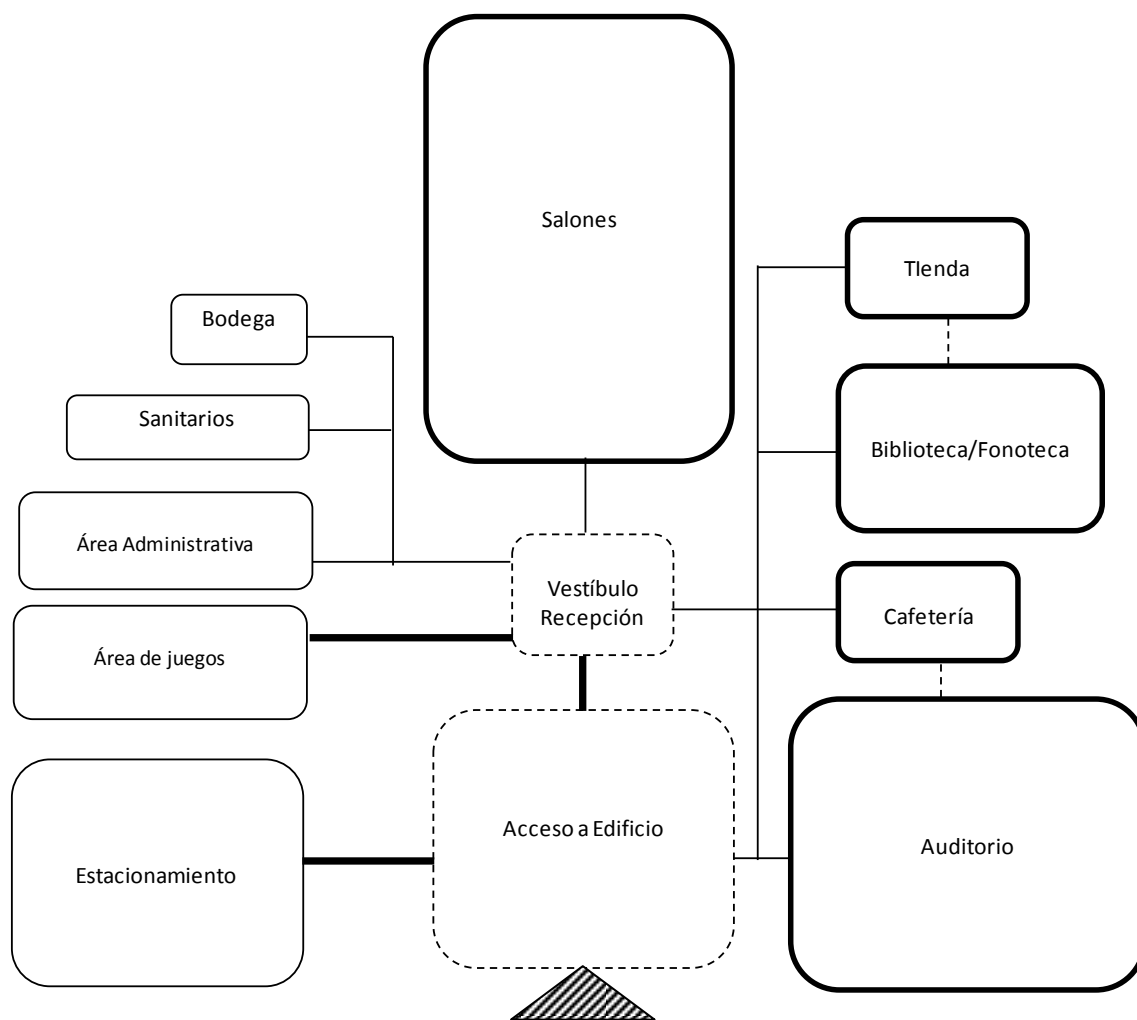 Salones
TIenda
Bodega
Sanitarios
Biblioteca/Fonoteca
Área Administrativa
Vestíbulo
Recepción
Cafetería
Área de juegos
Acceso a Edificio
Auditorio
Estacionamiento